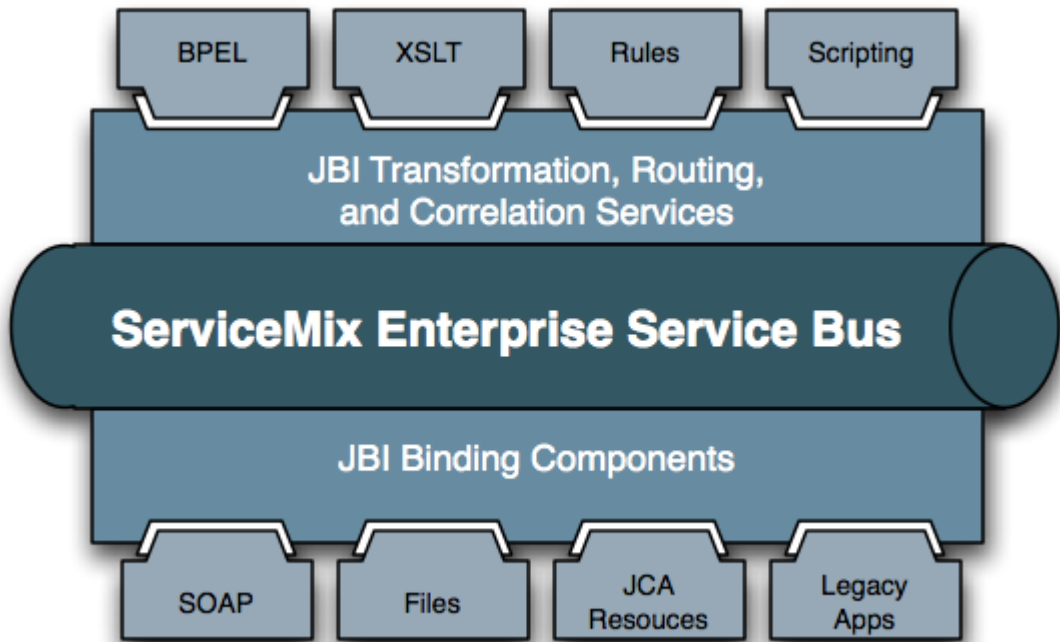 BPEL
XSLT
Rules
Scripting
JBI Transformation, Routing,
and Correlation Services
ServiceMix Enterprise Service Bus
JBI Binding Components
SOAP
Files
JCA
Resouces
Legacy
Apps